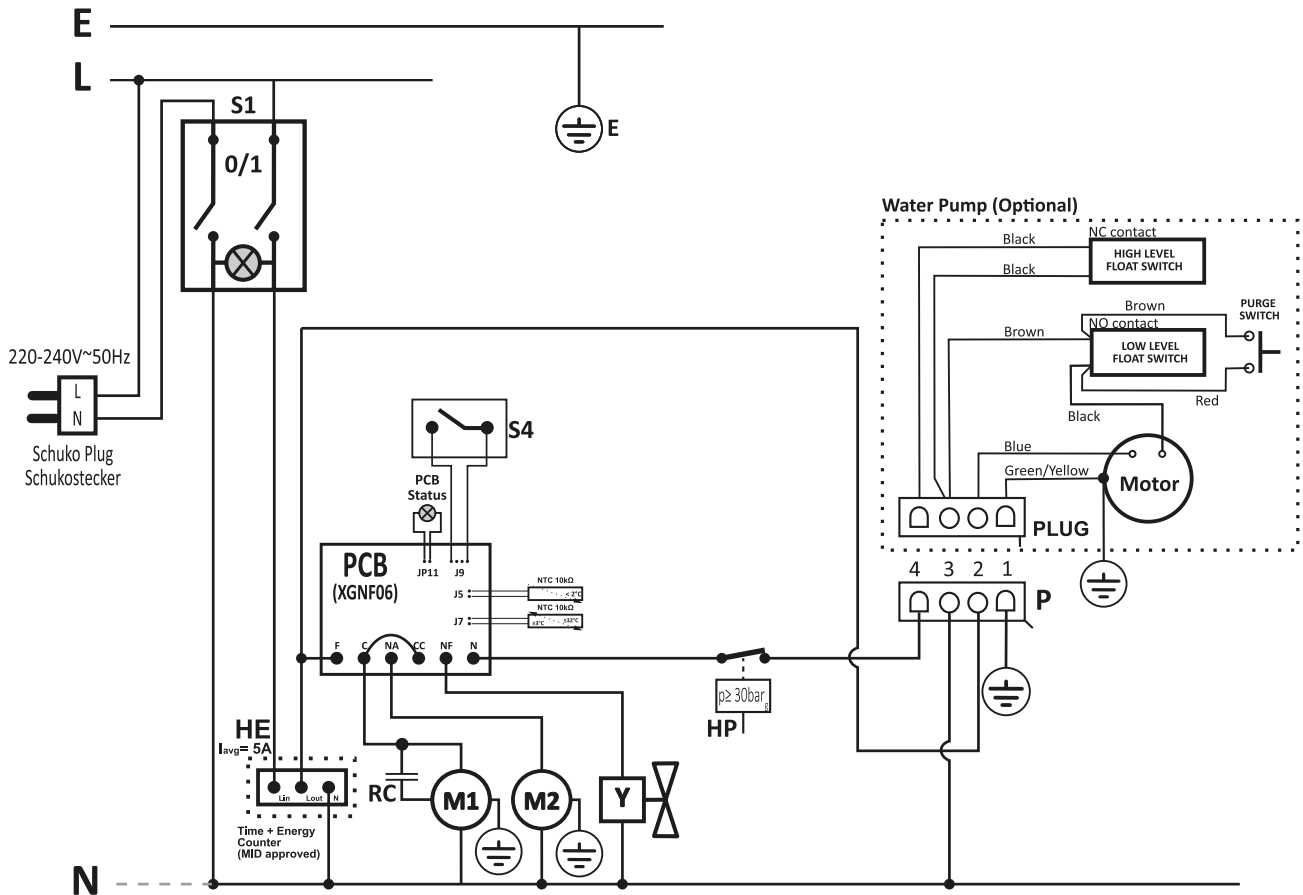 E
L
S1
0/1
E
220-240V~50Hz
L
N
Schuko Plug
Schukostecker
Water Pump (Optional)
NC contact
Black
HIGH LEVEL
FLOAT SWITCH
Black
Brown
PURGE
SWITCH
NO contact
Brown
LOW LEVEL
FLOAT SWITCH
Red
Black
Blue
Green/Yellow
Motor
PLUG
4 3 2 1
P
S4
PCB
Status
PCB
(XGNF06)
JP11 J9
J5
NTC 10kΩ
< 2°C
J7
NTC 10kΩ
≥3°C ≤32°C
F C NA CC NF N
p≥ 30bar
HP
HE
Iavg= 5A
Lin Lout N
Time + Energy
Counter
(MID approved)
RC
M1
M2
Y
N